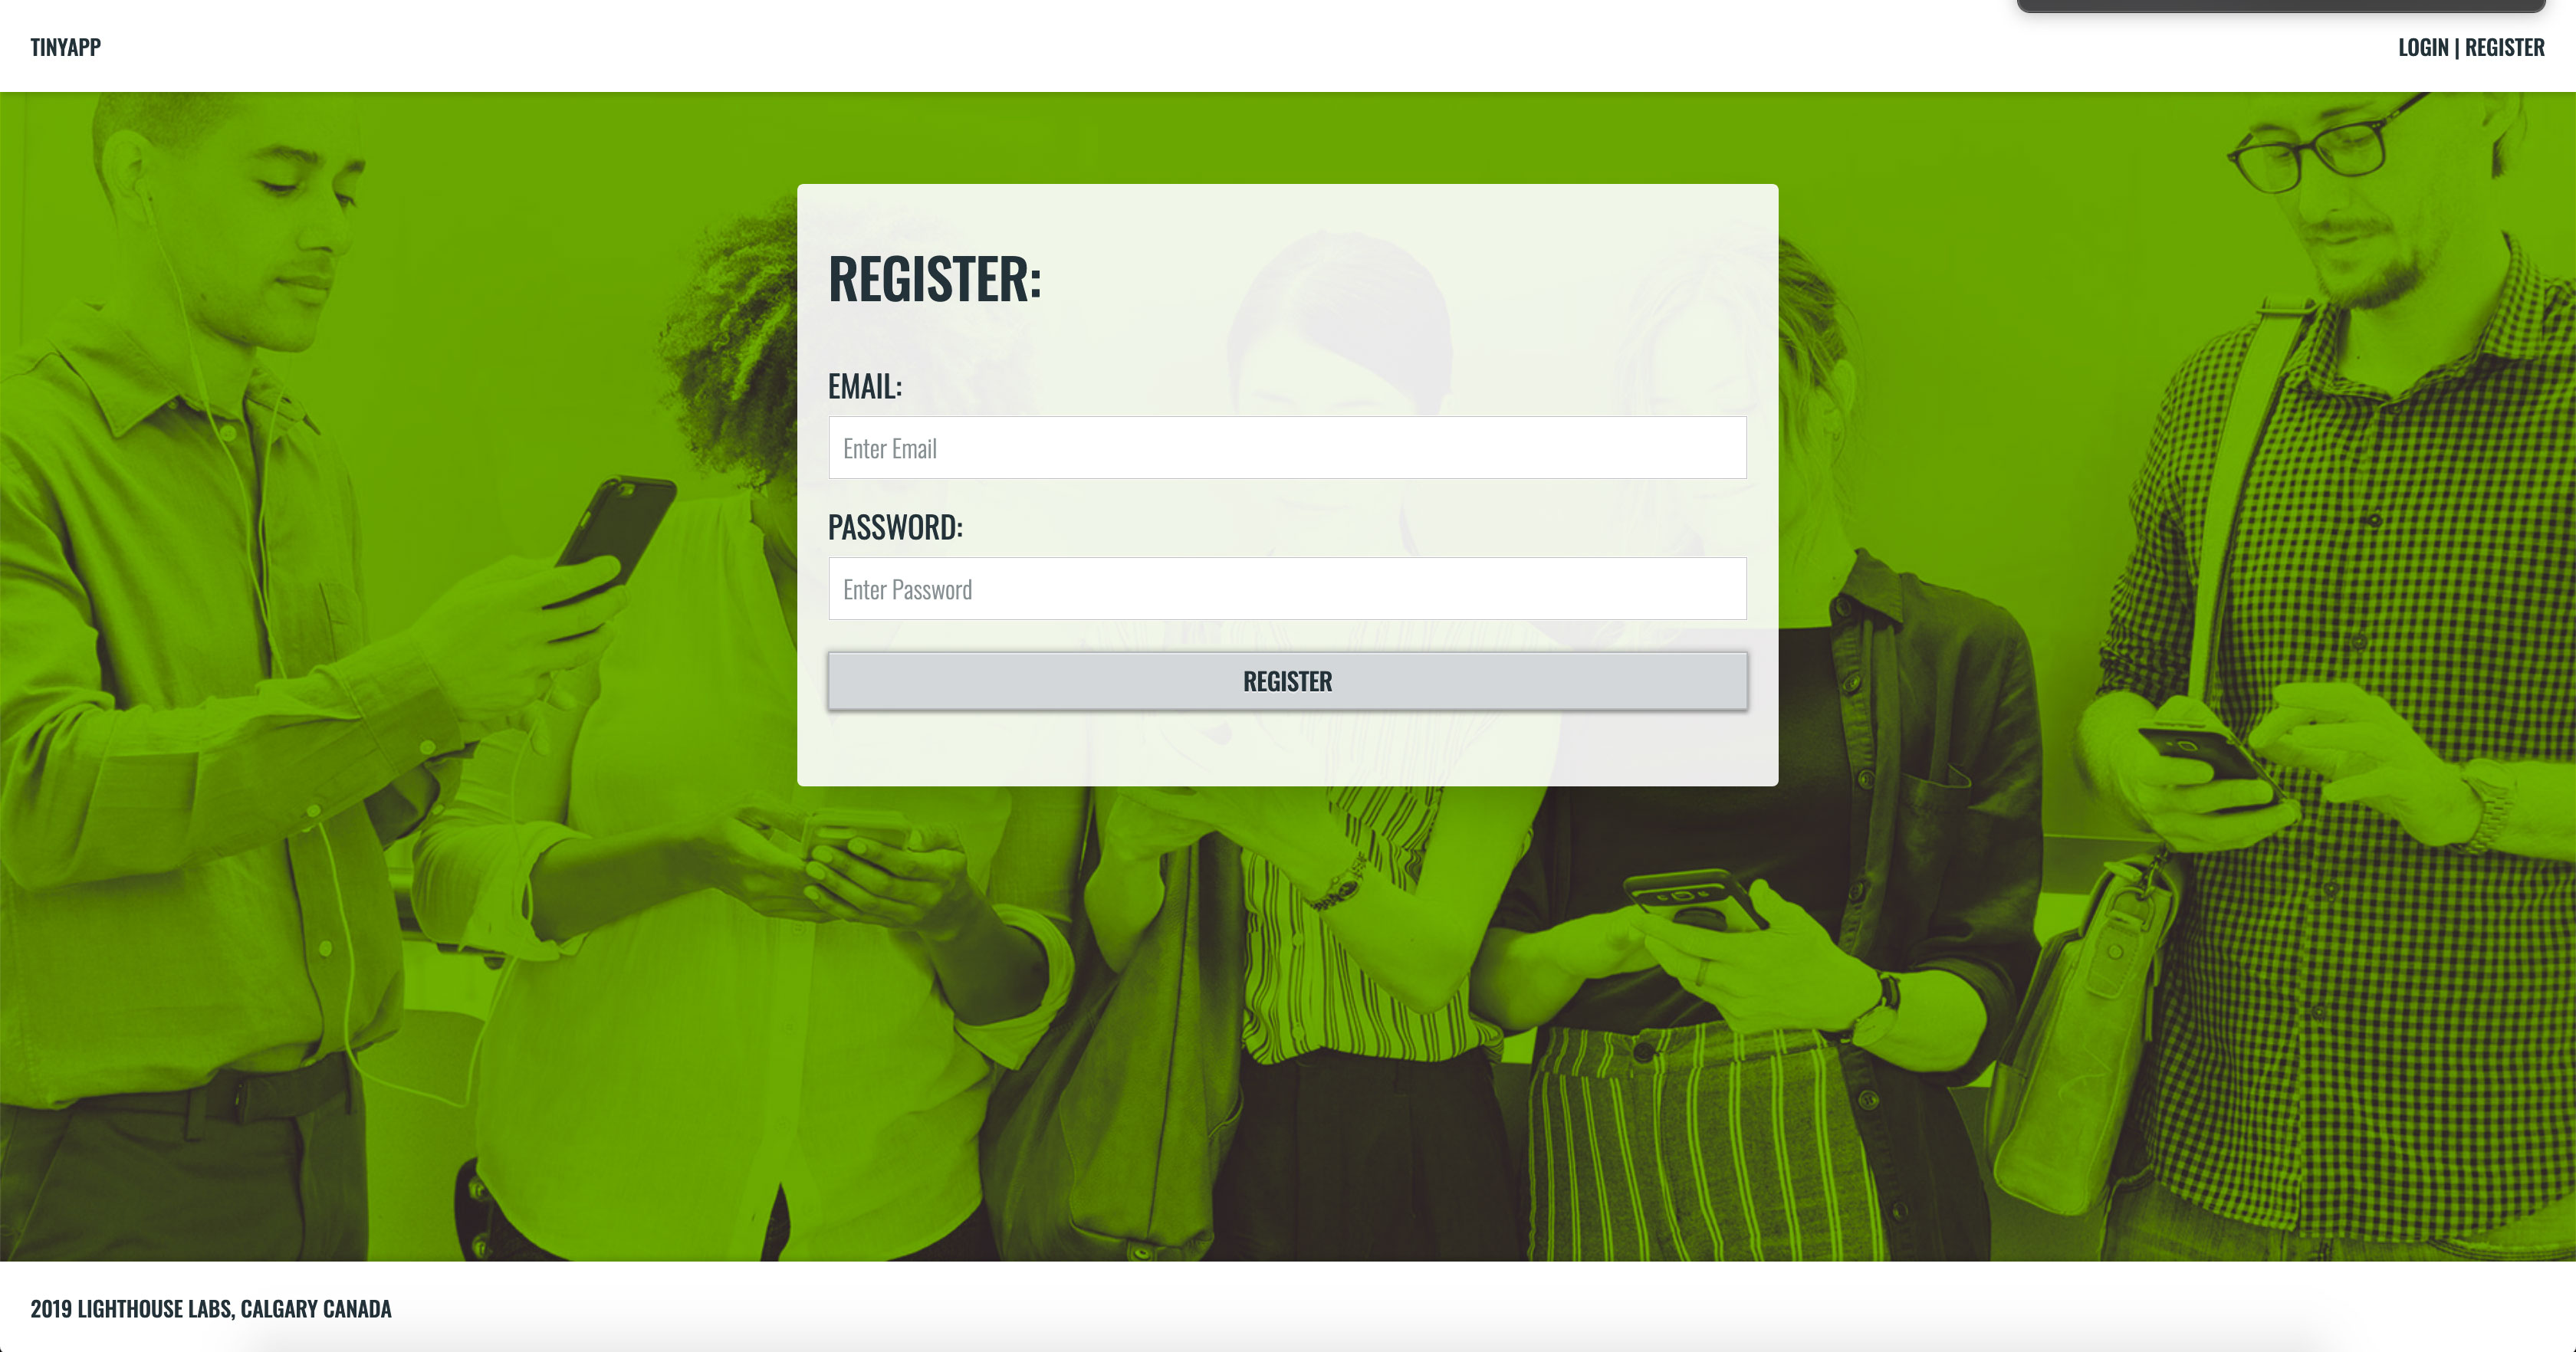 TINYAPP
LOGIN | REGISTER
REGISTER:
EMAIL:
Enter Email
PASSWORD:
Enter Password
REGISTER
2019 LIGHTHOUSE LABS, CALGARY CANADA